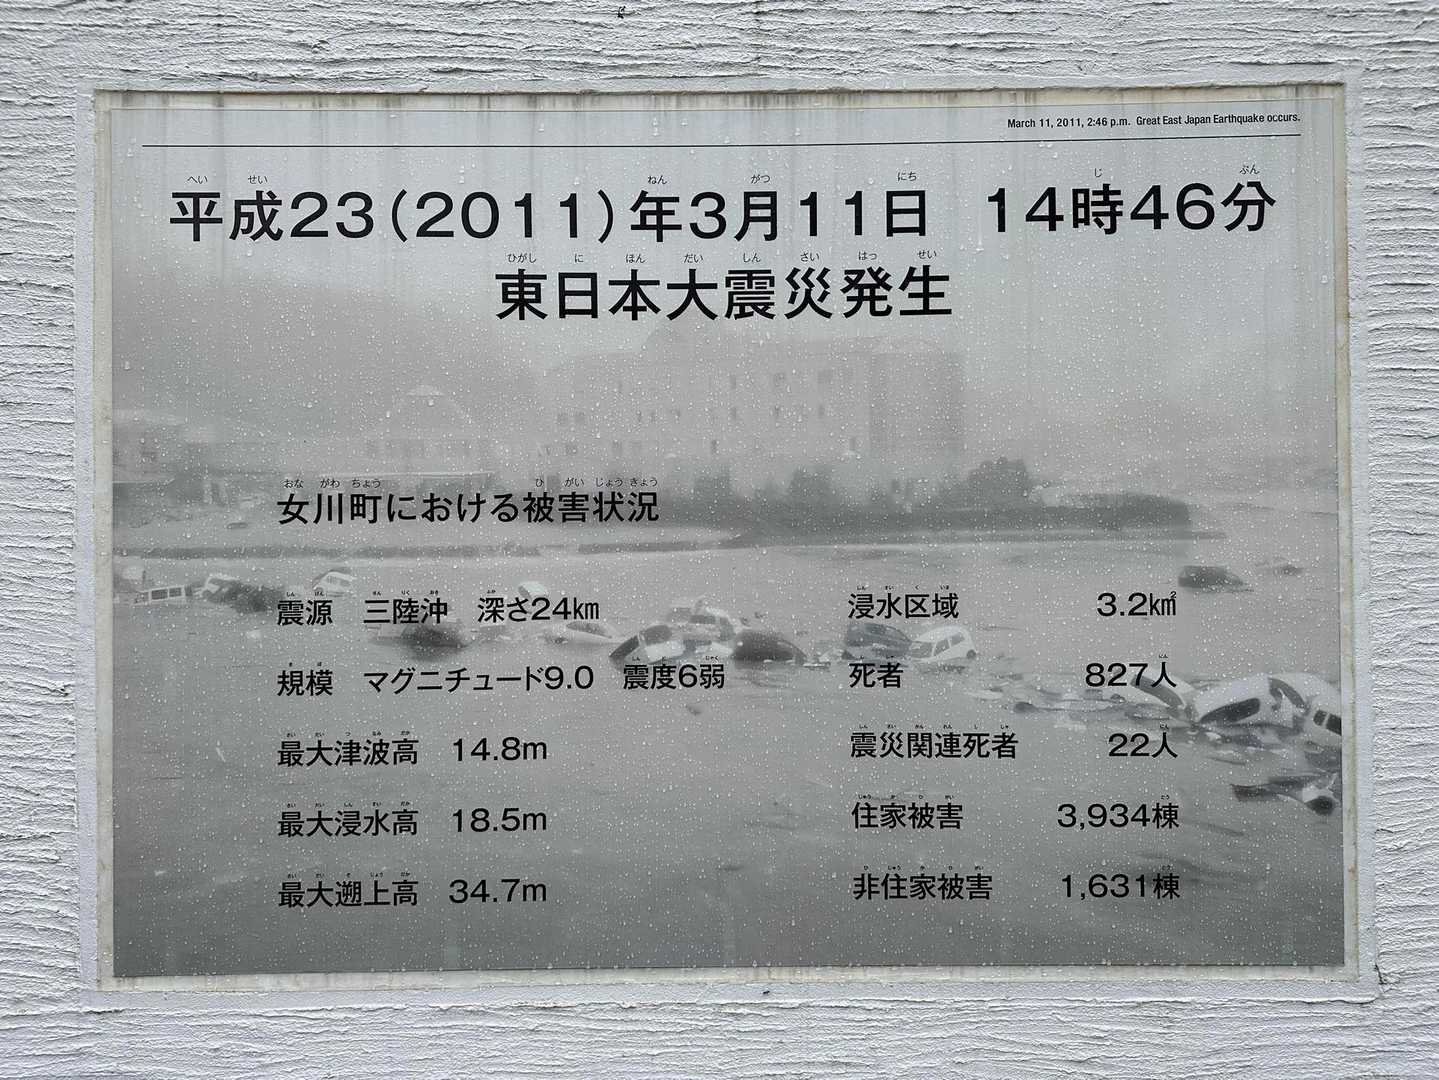 March 11, 2011, 2:46 p.m. Great East Japan Earthquake occurs.
平成23(2011)年3月11日 14時46分
東日本大震災発生
女川町における被害状況
震源 三陸沖 深さ24㎞
規模 マグニチュード9.0 震度6弱
最大津波高 14.8m
最大浸水高 18.5m
最大遡上高 34.7m
浸水区域 3.2㎢
死者 827人
震災関連死者 22人
住家被害 3,934棟
非住家被害 1,631棟